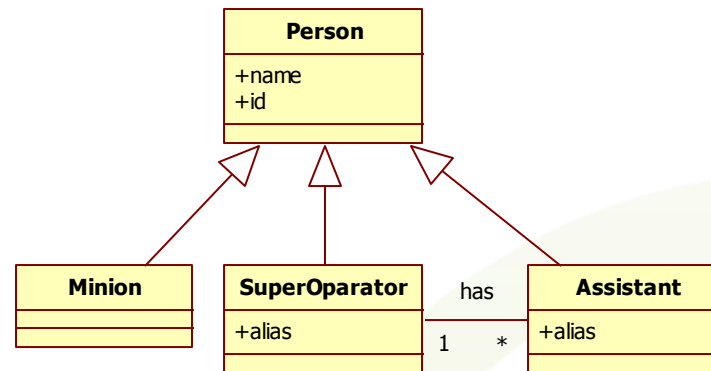 Person
+name
+id
Minion
SuperOparator
has
Assistant
+alias
1
*
+alias